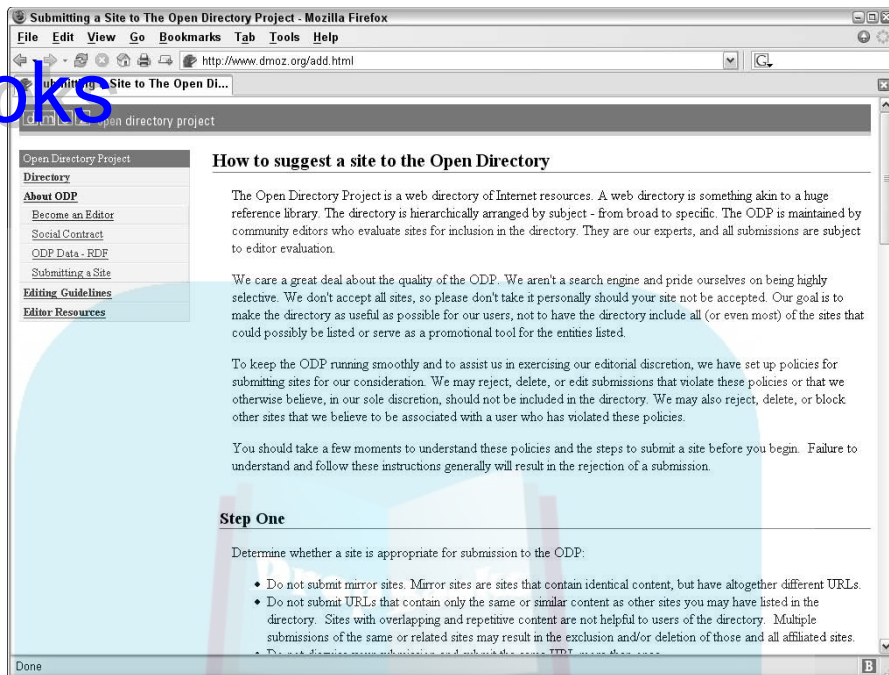 Submitting a Site to The Open Directory Project - Mozilla Firefox
File Edit View Go Bookmarks Tab Tools Help
http://www.dmoz.org/add.html
G
ubmitting a Site to The Open Di...
oks
dmoz open directory project
Open Directory Project
Directory
About ODP
Become an Editor
Social Contract
ODP Data - RDF
Submitting a Site
Editing Guidelines
Editor Resources
How to suggest a site to the Open Directory
The Open Directory Project is a web directory of Internet resources. A web directory is something akin to a huge
reference library. The directory is hierarchically arranged by subject - from broad to specific. The ODP is maintained by
community editors who evaluate sites for inclusion in the directory. They are our experts, and all submissions are subject
to editor evaluation.
We care a great deal about the quality of the ODP. We aren't a search engine and pride ourselves on being highly
selective. We don't accept all sites, so please don't take it personally should your site not be accepted. Our goal is to
make the directory as useful as possible for our users, not to have the directory include all (or even most) of the sites that
could possibly be listed or serve as a promotional tool for the entities listed.
To keep the ODP running smoothly and to assist us in exercising our editorial discretion, we have set up policies for
submitting sites for our consideration. We may reject, delete, or edit submissions that violate these policies or that we
otherwise believe, in our sole discretion, should not be included in the directory. We may also reject, delete, or block
other sites that we believe to be associated with a user who has violated these policies.
You should take a few moments to understand these policies and the steps to submit a site before you begin. Failure to
understand and follow these instructions generally will result in the rejection of a submission.
Step One
Determine whether a site is appropriate for submission to the ODP:
• Do not submit mirror sites. Mirror sites are sites that contain identical content, but have altogether different URLs.
• Do not submit URLs that contain only the same or similar content as other sites you may have listed in the
directory. Sites with overlapping and repetitive content are not helpful to users of the directory. Multiple
submissions of the same or related sites may result in the exclusion and/or deletion of those and all affiliated sites.
Done
B